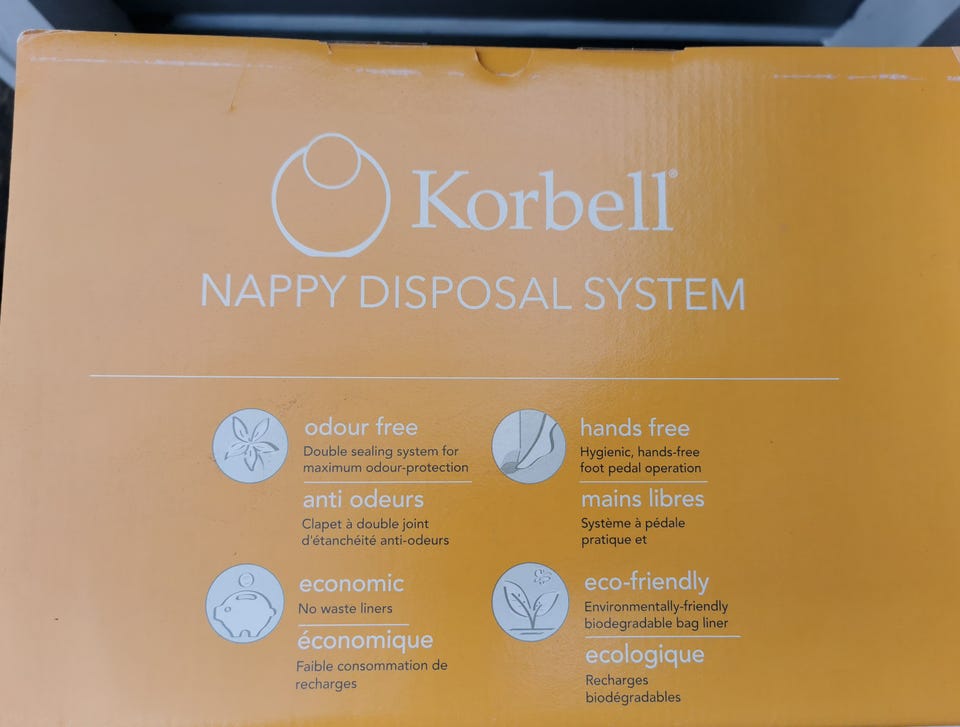 Korbell®
NAPPY DISPOSAL SYSTEM
odour free
Double sealing system for
maximum odour-protection
anti odeurs
Clapet à double joint
d'étanchéité anti-odeurs
hands free
Hygienic, hands-free
foot pedal operation
mains libres
Système à pédale
pratique et
economic
No waste liners
économique
Faible consommation de
recharges
eco-friendly
Environmentally-friendly
biodegradable bag liner
ecologique
Recharges
biodégradables